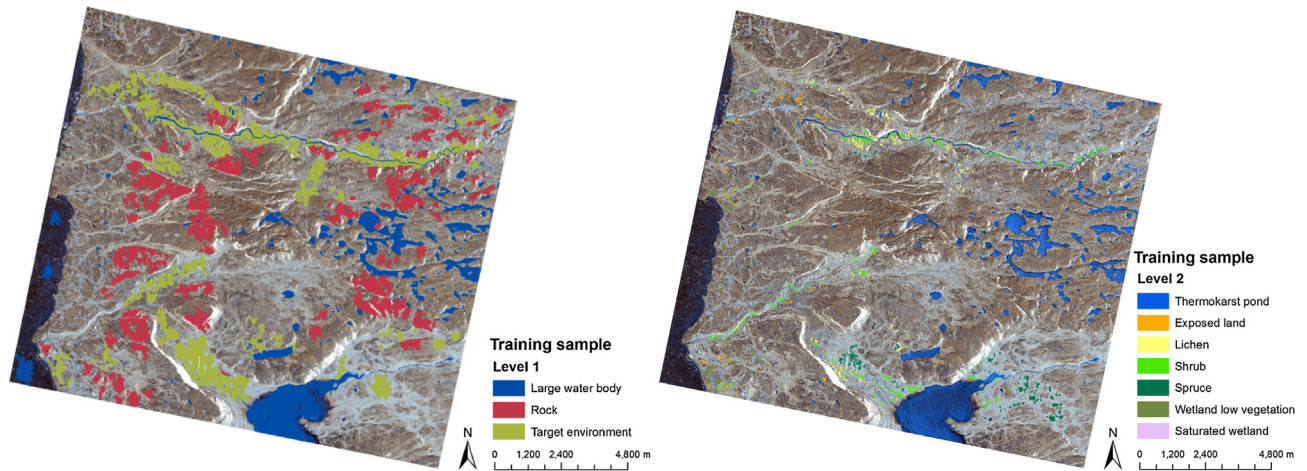 Training sample
Level 1
Large water body
Rock
Target environment
N
0 1,200 2,400 4,800 m
Training sample
Level 2
Thermokarst pond
Exposed land
Lichen
Shrub
Spruce
Wetland low vegetation
Saturated wetland
N
0 1,200 2,400 4,800 m